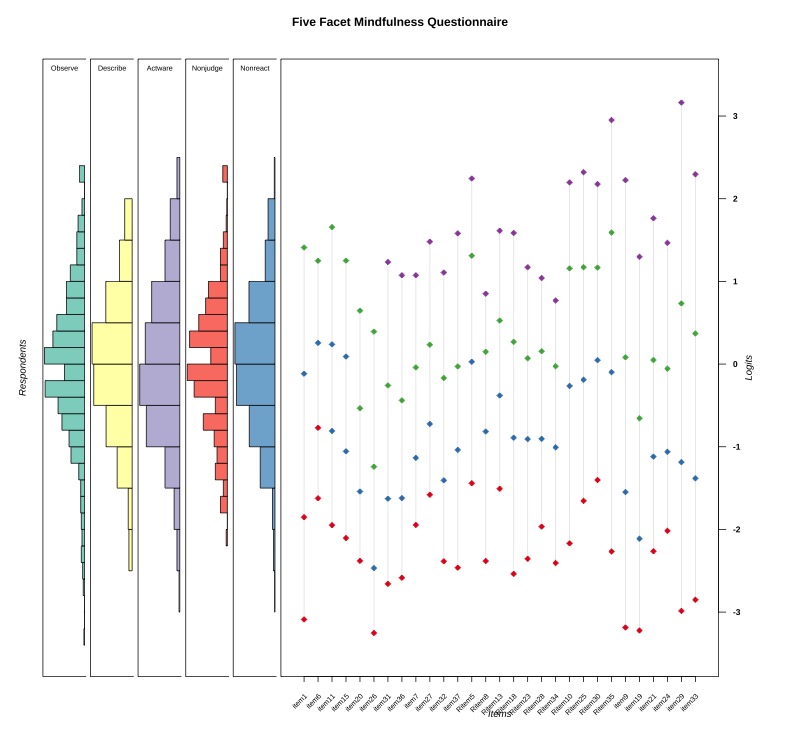 Five Facet Mindfulness Questionnaire
Observe Describe Actware Nonjudge Nonreact
Respondents
3
2
1
0
-1
-2
-3
Logits
item1 item6 item11 item15 item20 item26 item31 item36 item7 item27 item32 item37 Ritem5 Ritem8 Ritem13 Ritem18 Ritem23 Ritem28 Ritem34 Ritem10 Ritem25 Ritem30 Ritem35 item9 item19 item21 item24 item29 item33
Items